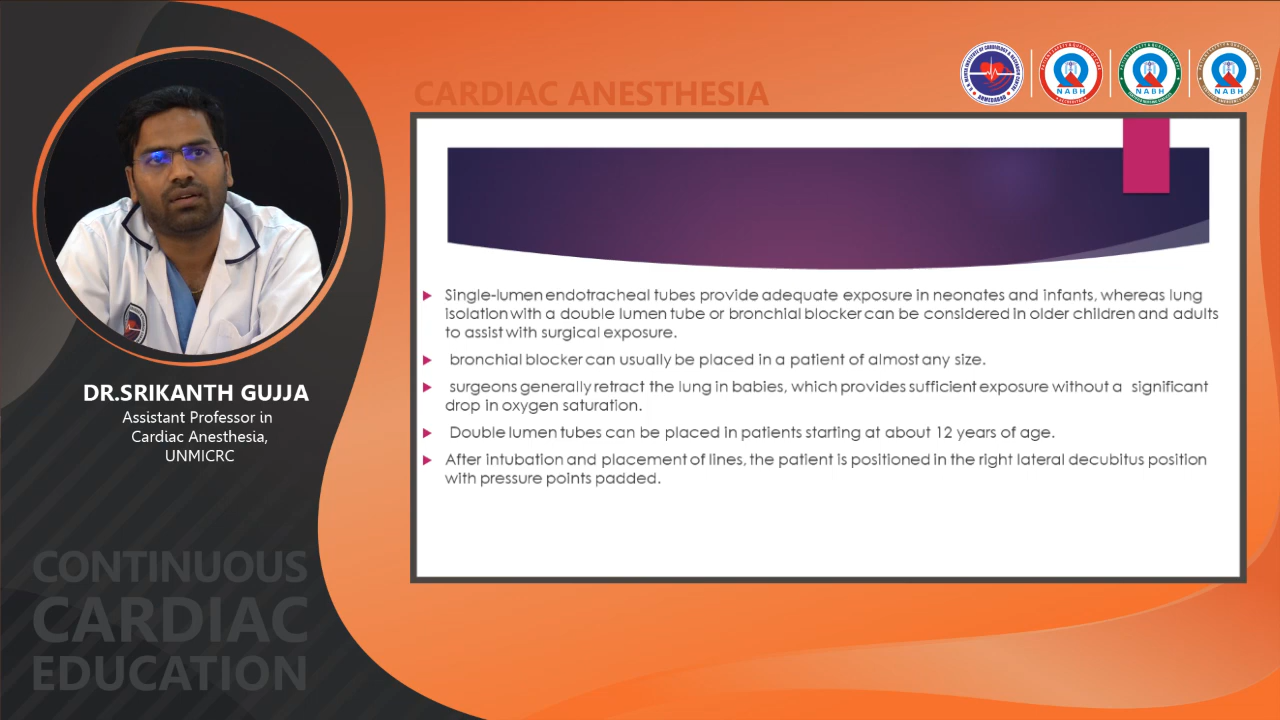 CARDIAC ANESTHESIA
NABH
NABH
NABH
Single-lumen endotracheal tubes provide adequate exposure in neonates and infants, whereas lung
isolation with a double lumen tube or bronchial blocker can be considered in older children and adults
to assist with surgical exposure.
bronchial blocker can usually be placed in a patient of almost any size.
surgeons generally retract the lung in babies, which provides sufficient exposure without a significant
drop in oxygen saturation.
Double lumen tubes can be placed in patients starting at about 12 years of age.
After intubation and placement of lines, the patient is positioned in the right lateral decubitus position
with pressure points padded.
DR.SRIKANTH GUJJA
Assistant Professor in
Cardiac Anesthesia,
UNMICRC
CONTINUOUS
CARDIAC
EDUCATION